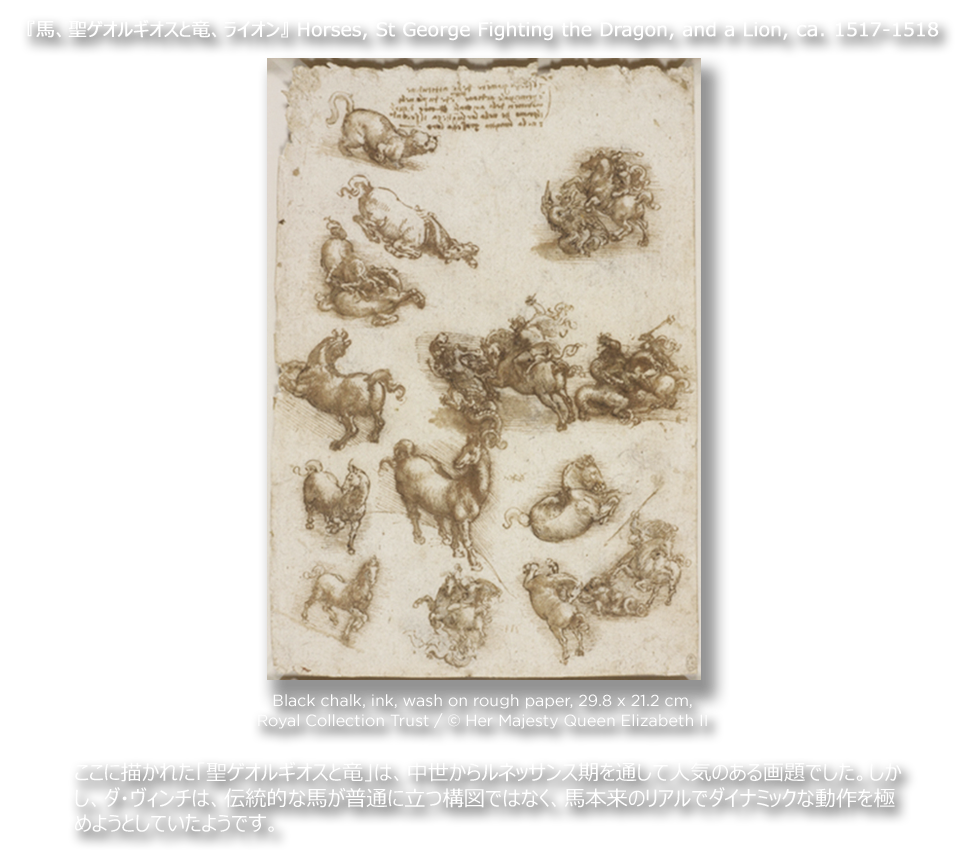 『馬、聖ゲオルギオスと竜、ライオン』 Horses, St George Fighting the Dragon, and a Lion, ca. 1517-1518
Black chalk, ink, wash on rough paper, 29.8 x 21.2 cm,
Royal Collection Trust / © Her Majesty Queen Elizabeth II
ここに描かれた「聖ゲオルギオスと竜」は、中世からルネッサンス期を通して人気のある画題でした。しか
し、ダ・ヴィンチは、伝統的な馬が普通に立つ構図ではなく、馬本来のリアルでダイナミックな動作を極
めようとしていたようです。